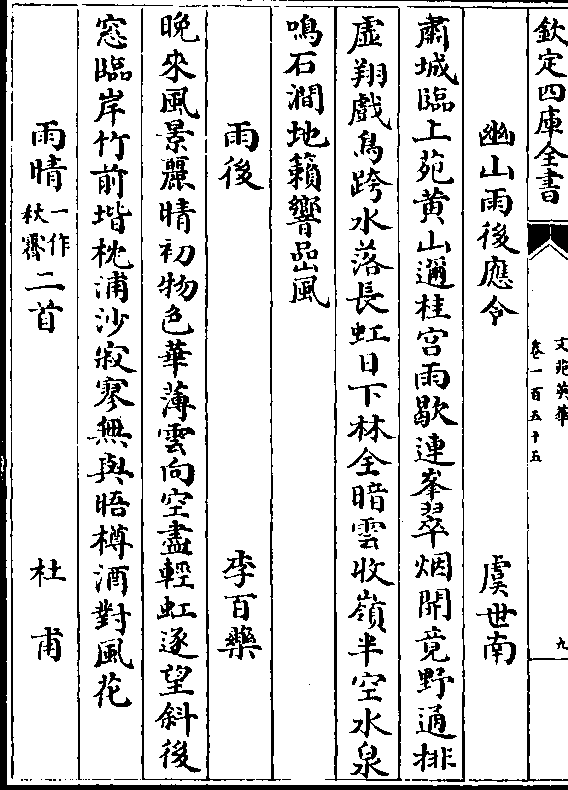 欽定四庫全書
文苑英華
卷一百五十五
九
幽山雨後應令 虞世南
肅城臨上苑黄山邇桂宫雨歇連峯翠烟開竟野通排
虛翔戲鳥跨水落長虹日下林全暗雲收嶺半空水泉
鳴石澗地籟響嵒風
雨後 李百藥
晚來風景麗晴初物色華薄雲向空盡輕虹逐望斜後
窓臨岸竹前堦枕浦沙寂寥無與晤樽酒對風花
雨晴一作秋霽二首 杜甫